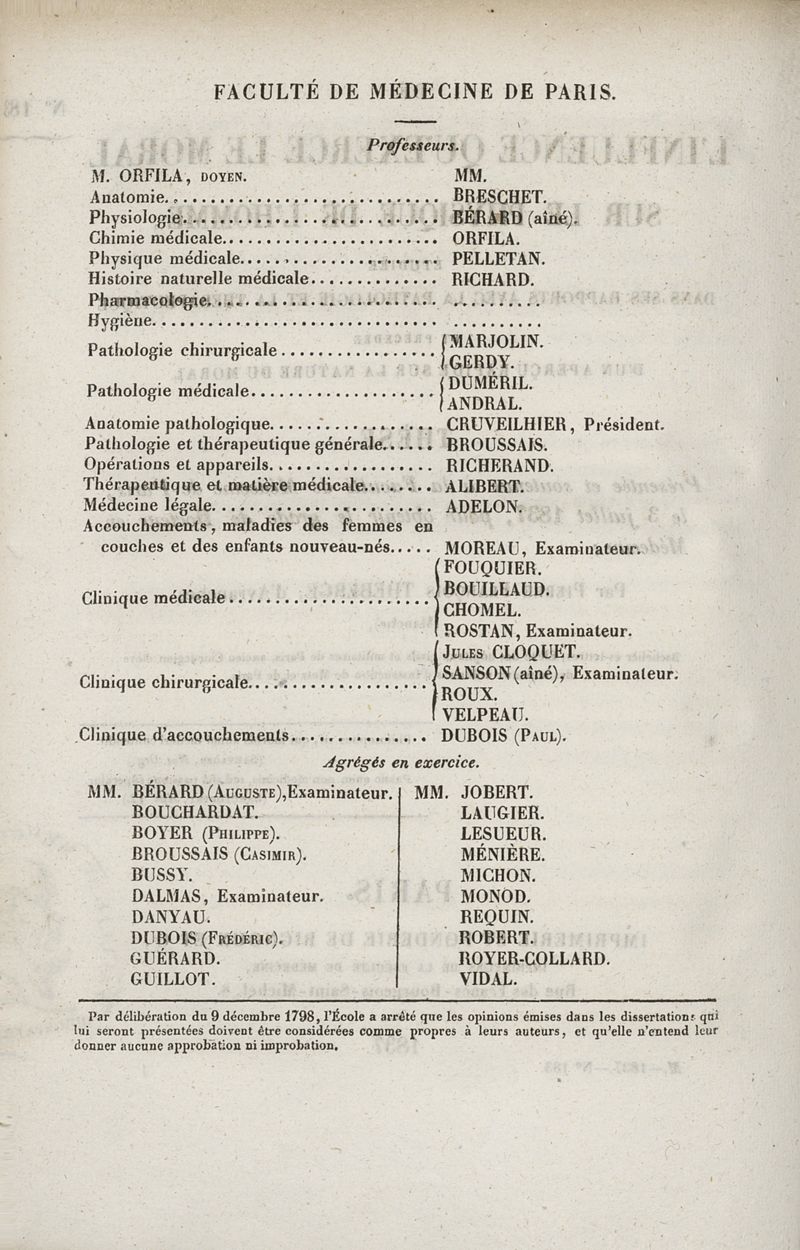 FACULTÉ DE MÉDECINE DE PARIS.
Professeurs.
M. ORFILA, DOYEN. MM.
Anatomie............................. BRESCHET.
Physiologie............................ BÉRARD (aîné).
Chimie médicale........................ ORFILA.
Physique médicale...................... PELLETAN.
Histoire naturelle médicale.............. RICHARD.
Pharmacologie......................... ..........
Hygiène............................... ..........
Pathologie chirurgicale................. { MARJOLIN.
GERDY.
Pathologie médicale.................... { DUMÉRIL.
ANDRAL.
Anatomie pathologique.................. CRUVEILHIER, Président.
Pathologie et thérapeutique générale...... BROUSSAIS.
Opérations et appareils.................. RICHERAND.
Thérapeutique et matière médicale........ ALIBERT.
Médecine légale........................ ADELON.
Accouchements, maladies des femmes en
couches et des enfants nouveau-nés..... MOREAU, Examinateur.
Clinique médicale...................... { FOUQUIER.
BOUILLAUD.
CHOMEL.
ROSTAN, Examinateur.
Clinique chirurgicale.................... { JULES CLOQUET.
SANSON (aîné), Examinateur.
ROUX.
VELPEAU.
Clinique d'accouchements............... DUBOIS (PAUL).
Agrégés en exercice.
MM. BÉRARD (AUGUSTE), Examinateur.
BOUCHARDAT.
BOYER (PHILIPPE).
BROUSSAIS (CASIMIR).
BUSSY.
DALMAS, Examinateur.
DANYAU.
DUBOIS (FRÉDÉRIC).
GUÉRARD.
GUILLOT.
MM. JOBERT.
LAUGIER.
LESUEUR.
MÉNIÈRE.
MICHON.
MONOD.
REQUIN.
ROBERT.
ROYER-COLLARD.
VIDAL.
Par délibération du 9 décembre 1798, l'École a arrêté que les opinions émises dans les dissertations qui
lui seront présentées doivent être considérées comme propres à leurs auteurs, et qu'elle n'entend leur
donner aucune approbation ni improbation.